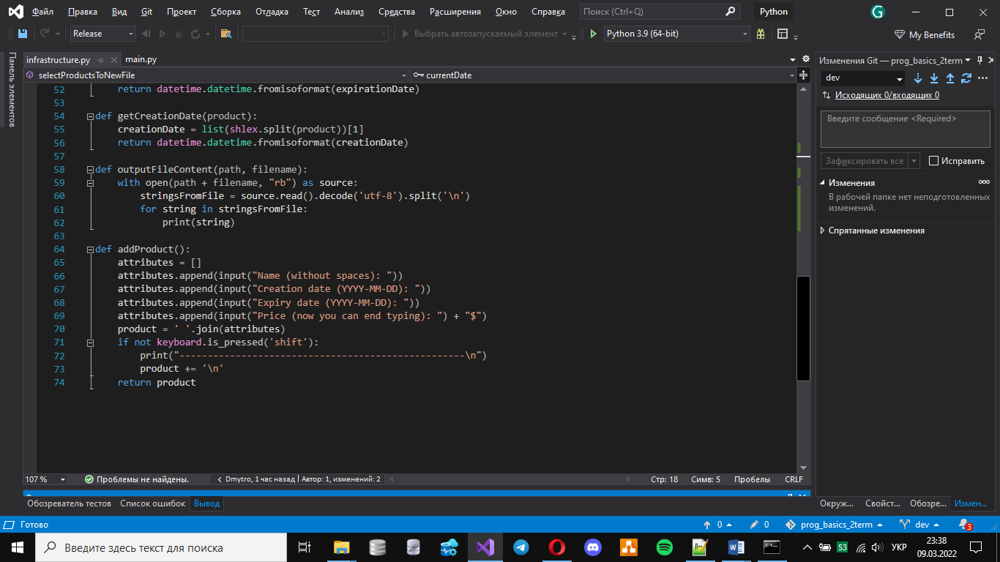 Файл Правка Вид Git Проект Сборка Отладка Тест Анализ Средства Расширения Окно Справка Поиск (Ctrl+Q) Python G
Release Выбрать автозапускаемый элемент Python 3.9 (64-bit) My Benefits
Панель элементов
infrastructure.py main.py
selectProductsToNewFile currentDate
52 return datetime.datetime.fromisoformat(expirationDate)
53
54 def getCreationDate(product):
55 creationDate = list(shlex.split(product))[1]
56 return datetime.datetime.fromisoformat(creationDate)
57
58 def outputFileContent(path, filename):
59 with open(path + filename, "rb") as source:
60 stringsFromFile = source.read().decode('utf-8').split('\n')
61 for string in stringsFromFile:
62 print(string)
63
64 def addProduct():
65 attributes = []
66 attributes.append(input("Name (without spaces): "))
67 attributes.append(input("Creation date (YYYY-MM-DD): "))
68 attributes.append(input("Expiry date (YYYY-MM-DD): "))
69 attributes.append(input("Price (now you can end typing): ") + "$")
70 product = ' '.join(attributes)
71 if not keyboard.is_pressed('shift'):
72 print("---------------------------------------------------\n")
73 product += '\n'
74 return product
107 % Проблемы не найдены. Dmytro, 1 час назад | Автор: 1, изменений: 2 Стр: 18 Симв: 5 Пробелы CRLF
Обозреватель тестов Список ошибок Вывод
Изменения Git — prog_basics_2term
dev
Исходящих 0/входящих 0
Введите сообщение <Required>
Зафиксировать все Исправить
Изменения
В рабочей папке нет неподготовленных
изменений.
Спрятанные изменения
Окруж... Свойст... Обозре... Измен...
Готово 0 0 prog_basics_2term dev 3
Введите здесь текст для поиска 53 УКР 23:38
09.03.2022